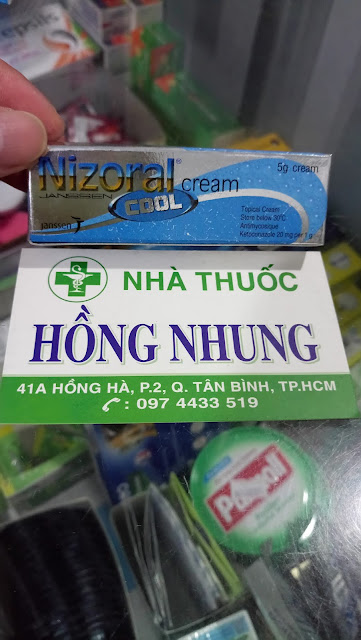 epsils
Nizoral® cream
5g cream
JANSSEN
COOL
janssen
Topical Cream
Store below 30°C
Antimycosique
Ketoconazole 20 mg per 1 g
NHÀ THUỐC
HỒNG NHUNG
41A HỒNG HÀ, P.2, Q. TÂN BÌNH, TP.HCM
: 097 4433 519